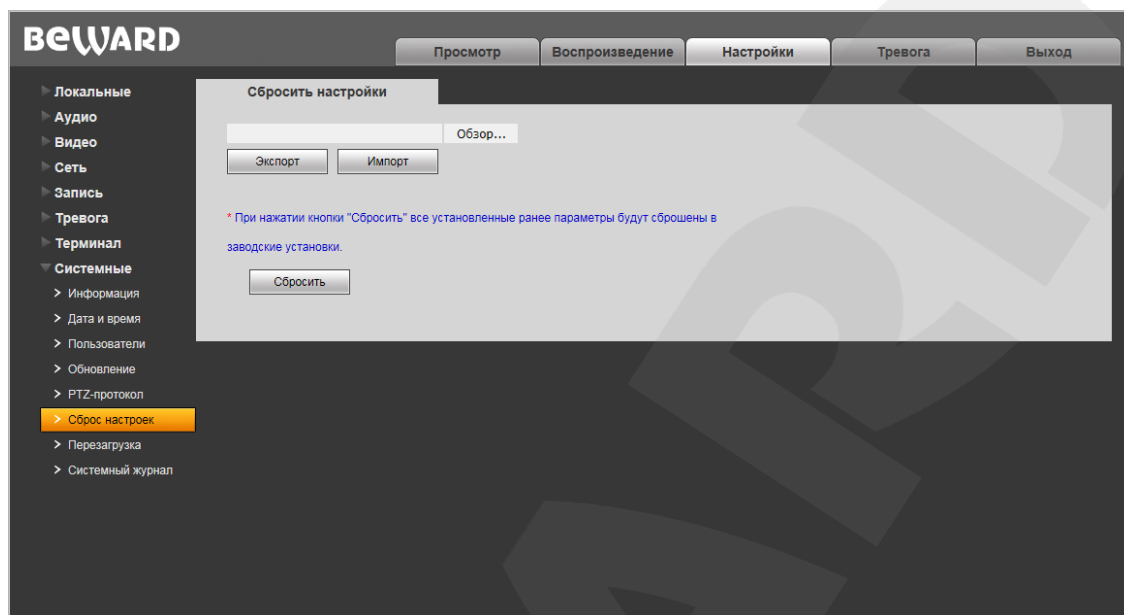 BEWARD
Просмотр
Воспроизведение
Настройки
Тревога
Выход
Локальные
Аудио
Видео
Сеть
Запись
Тревога
Терминал
Системные
> Информация
> Дата и время
> Пользователи
> Обновление
> PTZ-протокол
> Сброс настроек
> Перезагрузка
> Системный журнал
Сбросить настройки
Обзор...
Экспорт
Импорт
* При нажатии кнопки "Сбросить" все установленные ранее параметры будут сброшены в
заводские установки.
Сбросить